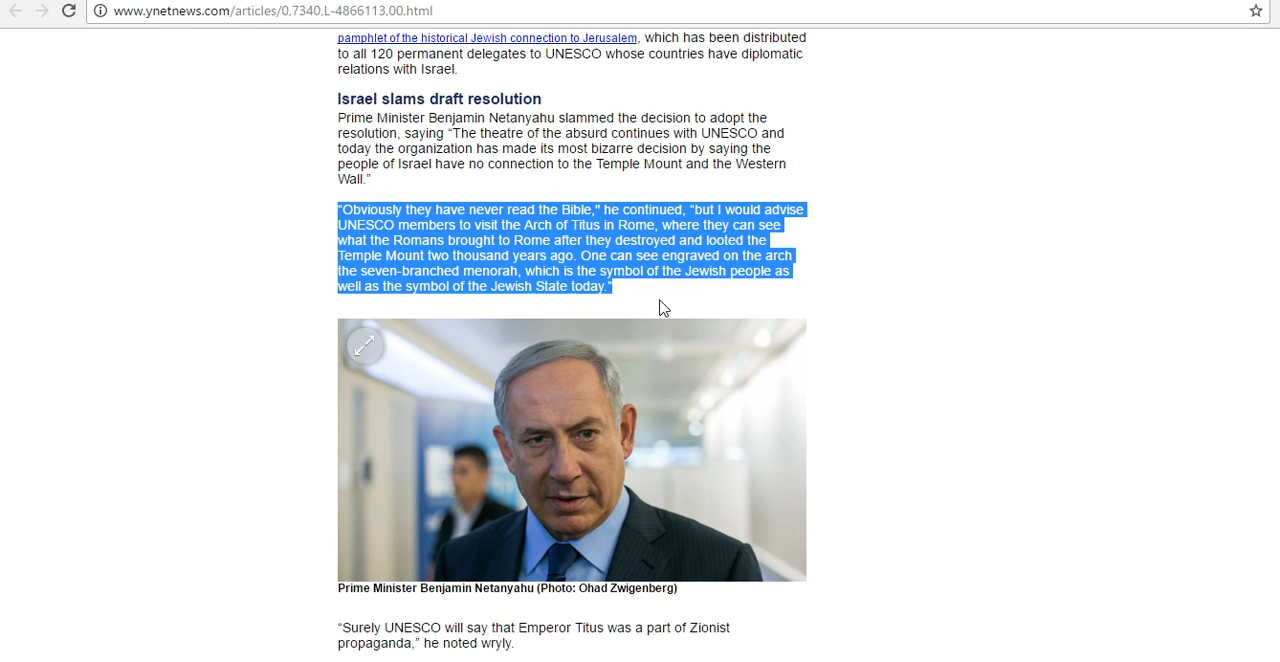 www.ynetnews.com/articles/0,7340,L-4866113,00.html
pamphlet of the historical Jewish connection to Jerusalem, which has been distributed
to all 120 permanent delegates to UNESCO whose countries have diplomatic
relations with Israel.
Israel slams draft resolution
Prime Minister Benjamin Netanyahu slammed the decision to adopt the
resolution, saying “The theatre of the absurd continues with UNESCO and
today the organization has made its most bizarre decision by saying the
people of Israel have no connection to the Temple Mount and the Western
Wall.”
“Obviously they have never read the Bible," he continued, “but I would advise
UNESCO members to visit the Arch of Titus in Rome, where they can see
what the Romans brought to Rome after they destroyed and looted the
Temple Mount two thousand years ago. One can see engraved on the arch
the seven-branched menorah, which is the symbol of the Jewish people as
well as the symbol of the Jewish State today.”
Prime Minister Benjamin Netanyahu (Photo: Ohad Zwigenberg)
“Surely UNESCO will say that Emperor Titus was a part of Zionist
propaganda,” he noted wryly.